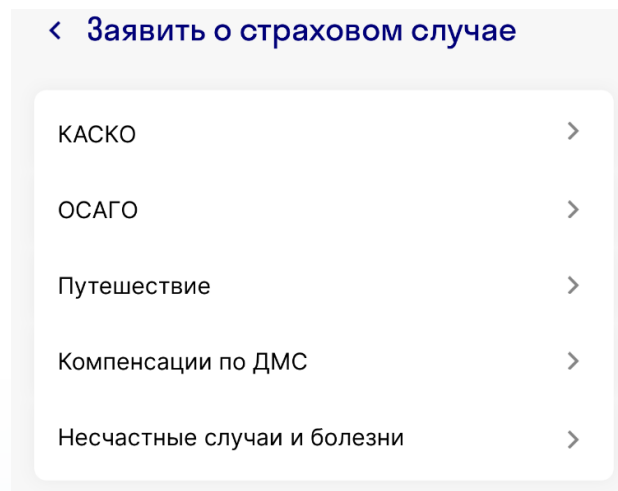 Заявить о страховом случае
КАСКО
ОСАГО
Путешествие
Компенсации по ДМС
Несчастные случаи и болезни